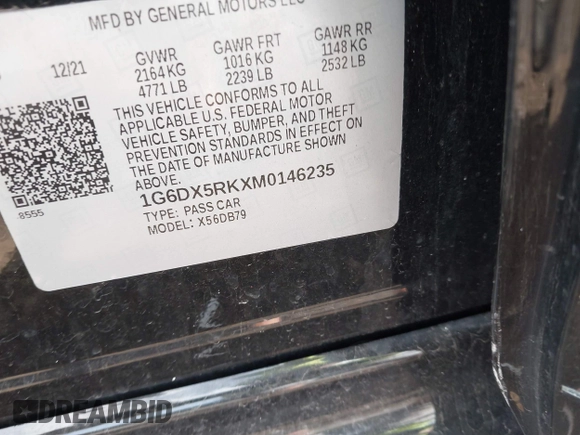 MFD BY GENERAL MOTORS LLC
12/21 GVWR GAWR FRT GAWR RR
2164 KG 1016 KG 1148 KG
4771 LB 2239 LB 2532 LB
THIS VEHICLE CONFORMS TO ALL
APPLICABLE U.S. FEDERAL MOTOR
VEHICLE SAFETY, BUMPER, AND THEFT
PREVENTION STANDARDS IN EFFECT ON
THE DATE OF MANUFACTURE SHOWN
ABOVE.
1G6DX5RKXM0146235
8555 TYPE: PASS CAR
MODEL: X56DB79
DREAMBID